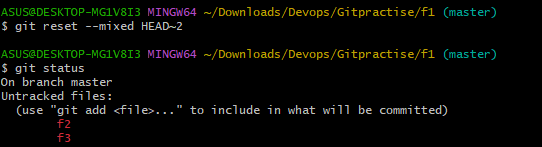 ASUS@DESKTOP-MG1V8I3 MINGW64 ~/Downloads/Devops/Gitpractise/f1 (master)
$ git reset --mixed HEAD~2
ASUS@DESKTOP-MG1V8I3 MINGW64 ~/Downloads/Devops/Gitpractise/f1 (master)
$ git status
On branch master
Untracked files:
  (use "git add <file>..." to include in what will be committed)
        f2
        f3